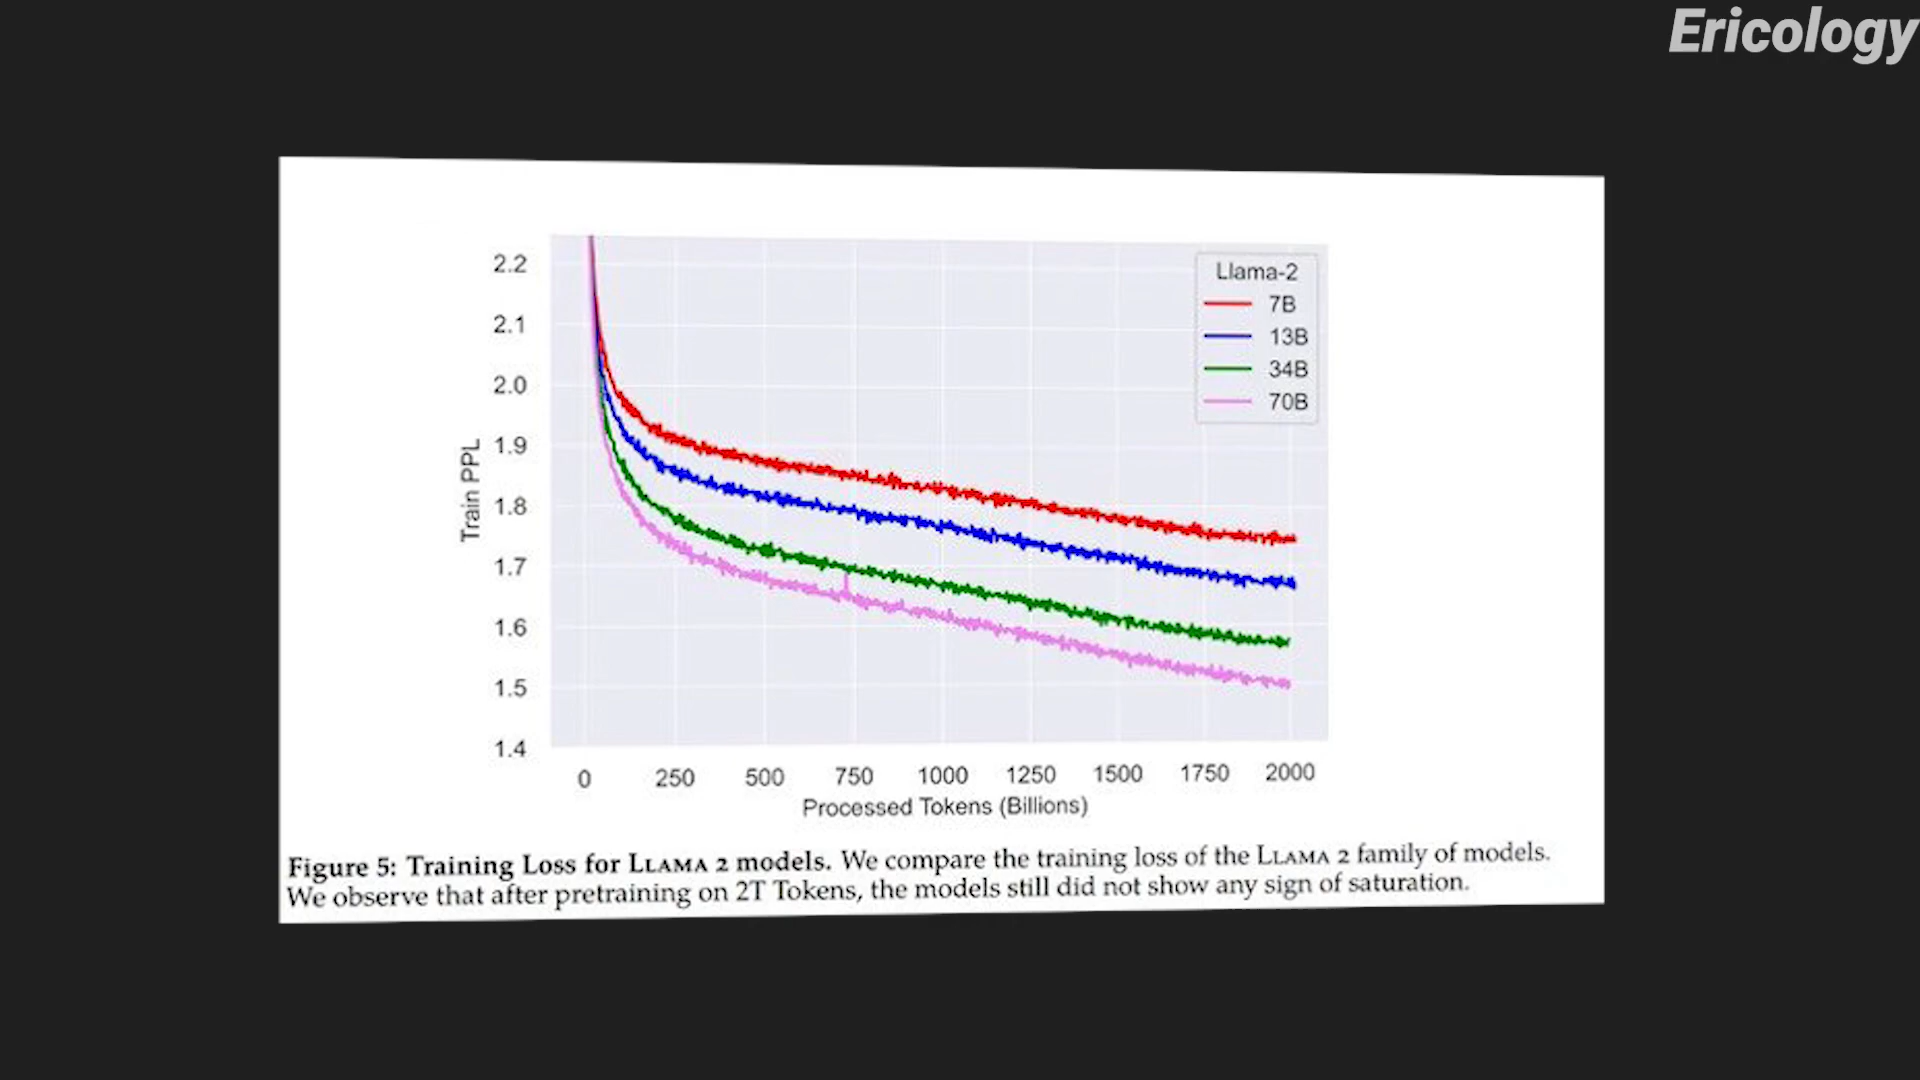 Ericology
2.2
2.1
2.0
1.9
1.8
1.7
1.6
1.5
1.4
Train PPL
Llama-2
7B
13B
34B
70B
0 250 500 750 1000 1250 1500 1750 2000
Processed Tokens (Billions)
Figure 5: Training Loss for LLAMA 2 models. We compare the training loss of the LLAMA 2 family of models.
We observe that after pretraining on 2T Tokens, the models still did not show any sign of saturation.